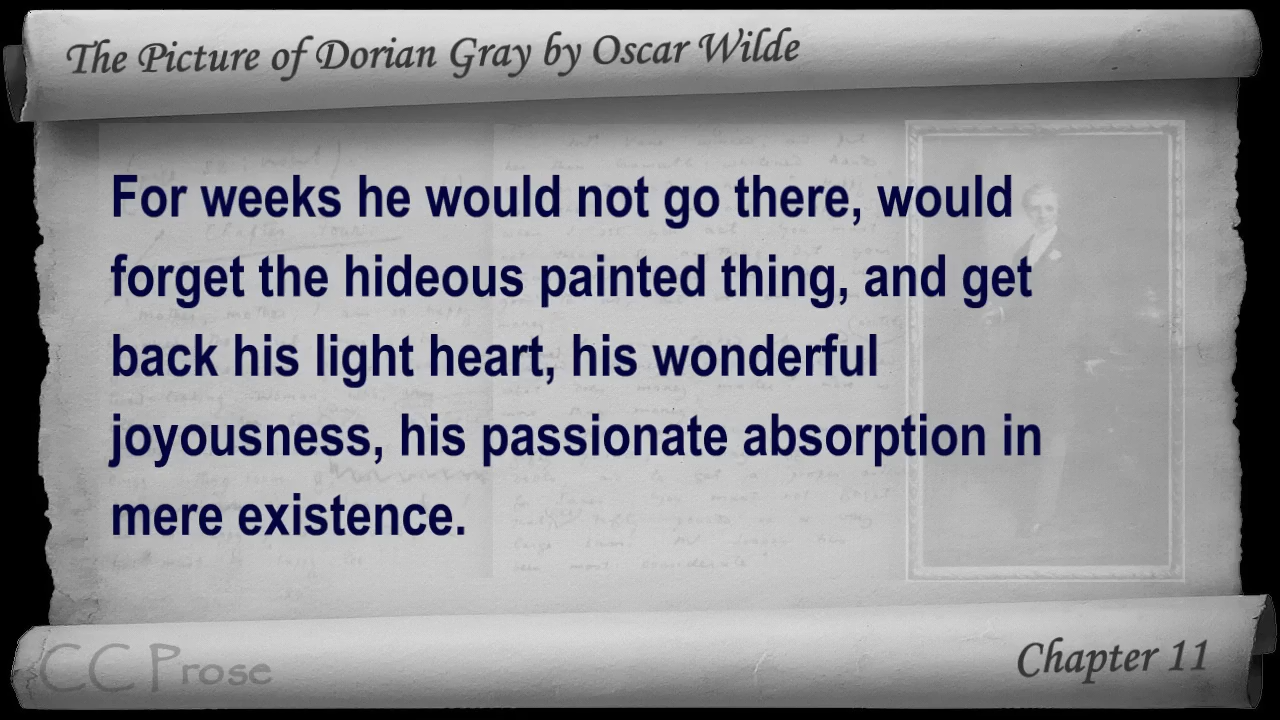 The Picture of Dorian Gray by Oscar Wilde
For weeks he would not go there, would
forget the hideous painted thing, and get
back his light heart, his wonderful
joyousness, his passionate absorption in
mere existence.
CC Prose
Chapter 11